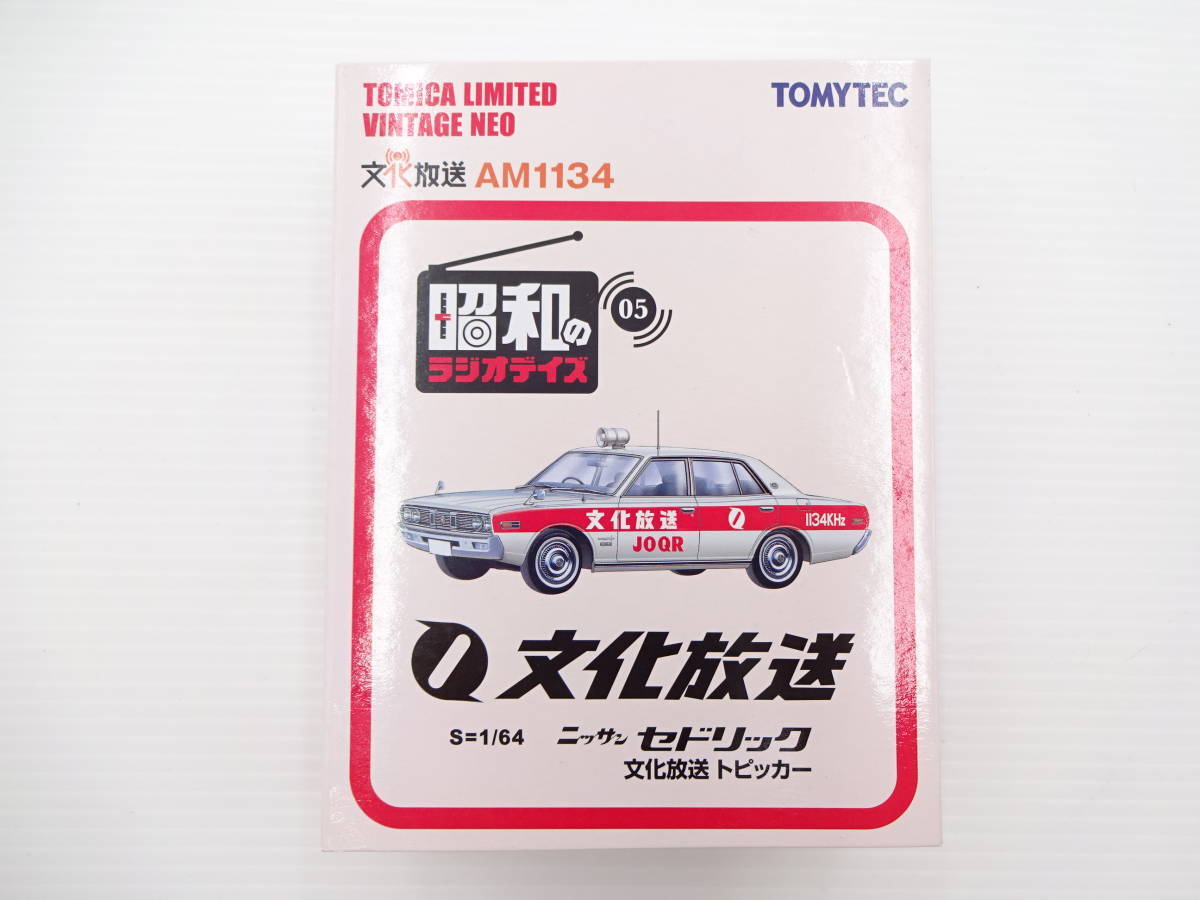 TOMICA LIMITED
VINTAGE NEO
TOMYTEC
文化放送 AM1134
昭和の
ラジオデイズ
05
文化放送
JOQR
1134KHz
文化放送
S=1/64 ニッサン セドリック
文化放送 トピッカー